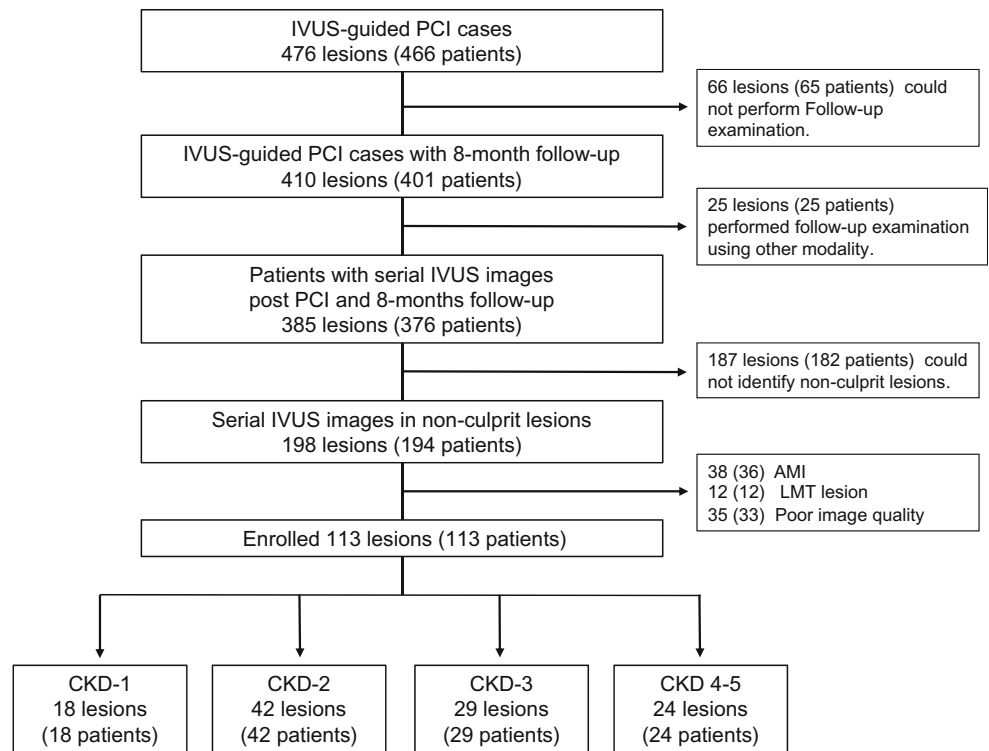 IVUS-guided PCI cases
476 lesions (466 patients)
66 lesions (65 patients) could
not perform Follow-up
examination.
IVUS-guided PCI cases with 8-month follow-up
410 lesions (401 patients)
25 lesions (25 patients)
performed follow-up examination
using other modality.
Patients with serial IVUS images
post PCI and 8-months follow-up
385 lesions (376 patients)
187 lesions (182 patients) could
not identify non-culprit lesions.
Serial IVUS images in non-culprit lesions
198 lesions (194 patients)
38 (36) AMI
12 (12) LMT lesion
35 (33) Poor image quality
Enrolled 113 lesions (113 patients)
CKD-1
18 lesions
(18 patients)
CKD-2
42 lesions
(42 patients)
CKD-3
29 lesions
(29 patients)
CKD 4-5
24 lesions
(24 patients)